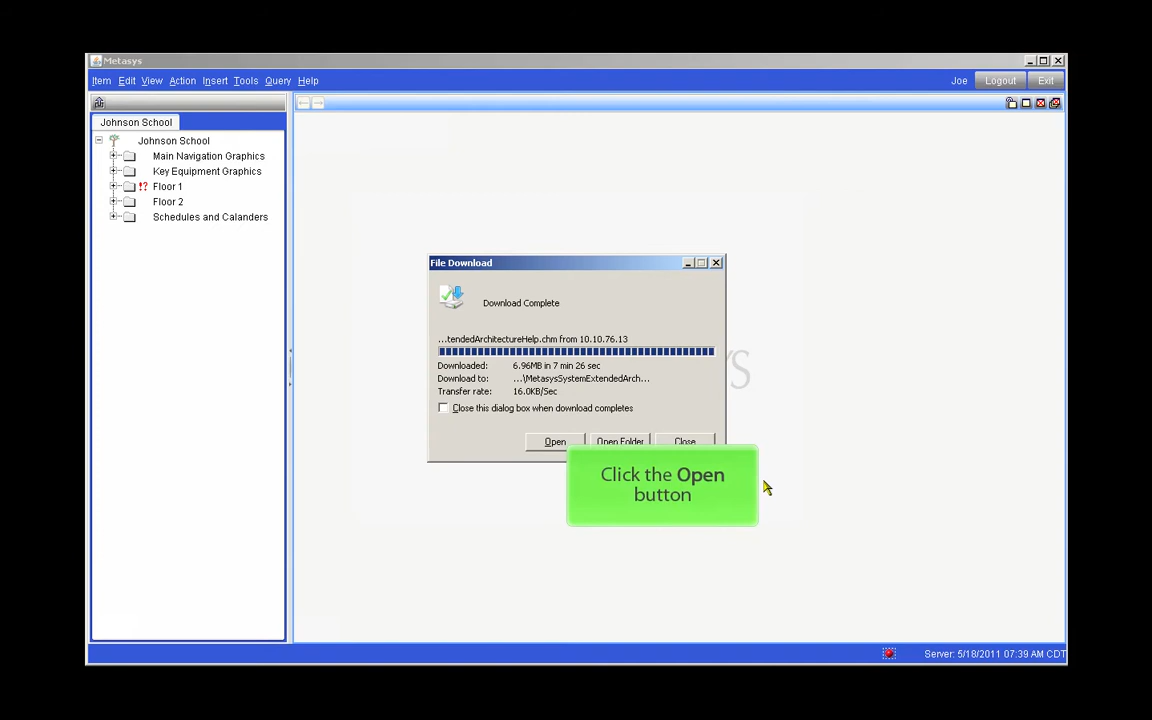 Metasys
Item Edit View Action Insert Tools Query Help
Joe Logout Exit
Johnson School
Johnson School
Main Navigation Graphics
Key Equipment Graphics
!? Floor 1
Floor 2
Schedules and Calanders
File Download
Download Complete
...tendedArchitectureHelp.chm from 10.10.76.13
Downloaded: 6.96MB in 7 min 26 sec
Download to: ...\MetasysSystemExtendedArch...
Transfer rate: 16.0KB/Sec
Close this dialog box when download completes
Open Open Folder Close
Click the Open
button
Server: 5/18/2011 07:39 AM CDT